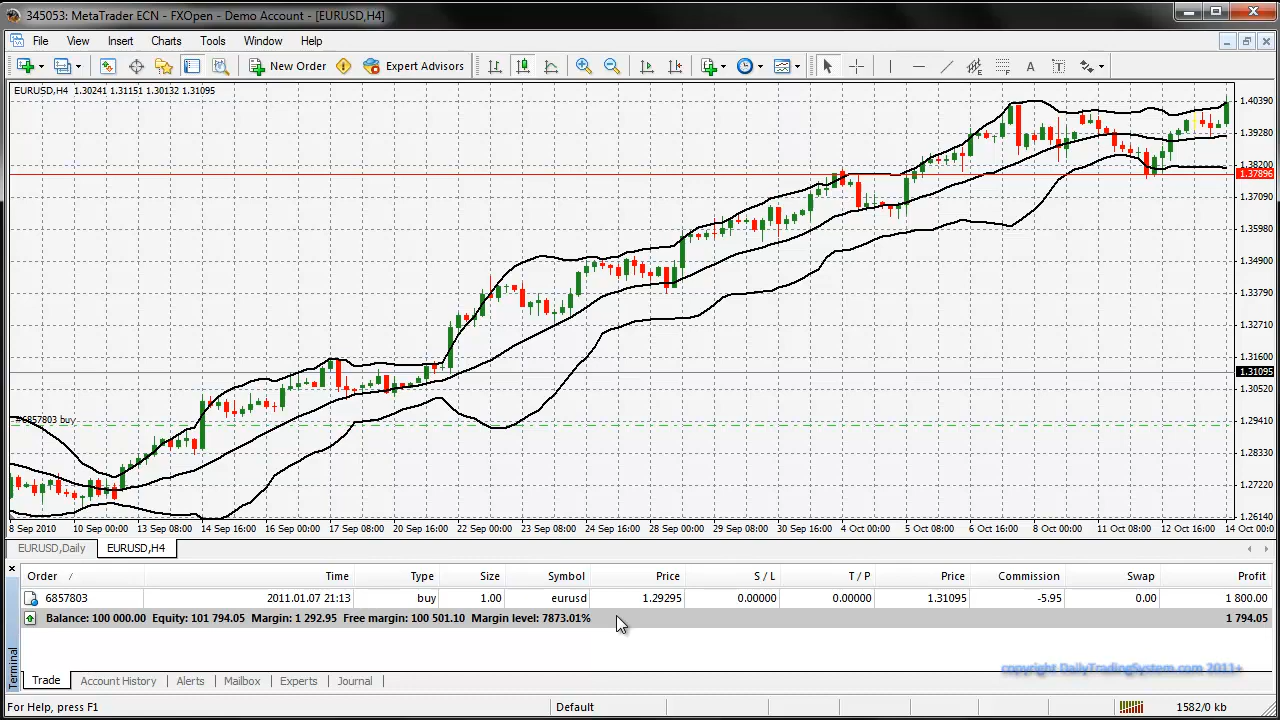 345053: MetaTrader ECN - FXOpen - Demo Account - [EURUSD,H4]
File View Insert Charts Tools Window Help
New Order Expert Advisors A T
EURUSD,H4 1.30241 1.31151 1.30132 1.31095
1.40390
1.39280
1.38200
1.37896
1.37090
1.35980
1.34900
1.33790
1.32710
1.31600
1.31095
1.30520
#6857803 buy
1.29410
1.28330
1.27220
1.26140
8 Sep 2010 10 Sep 00:00 13 Sep 08:00 14 Sep 16:00 16 Sep 00:00 17 Sep 08:00 20 Sep 16:00 22 Sep 00:00 23 Sep 08:00 24 Sep 16:00 28 Sep 00:00 29 Sep 08:00 30 Sep 16:00 4 Oct 00:00 5 Oct 08:00 6 Oct 16:00 8 Oct 00:00 11 Oct 08:00 12 Oct 16:00 14 Oct 00:00
EURUSD,Daily EURUSD,H4
Order / Time Type Size Symbol Price S / L T / P Price Commission Swap Profit
6857803 2011.01.07 21:13 buy 1.00 eurusd 1.29295 0.00000 0.00000 1.31095 -5.95 0.00 1 800.00
Balance: 100 000.00 Equity: 101 794.05 Margin: 1 292.95 Free margin: 100 501.10 Margin level: 7873.01% 1 794.05
Terminal
copyright DailyTradingSystem.com 2011+
Trade Account History Alerts Mailbox Experts Journal
For Help, press F1 Default 1582/0 kb